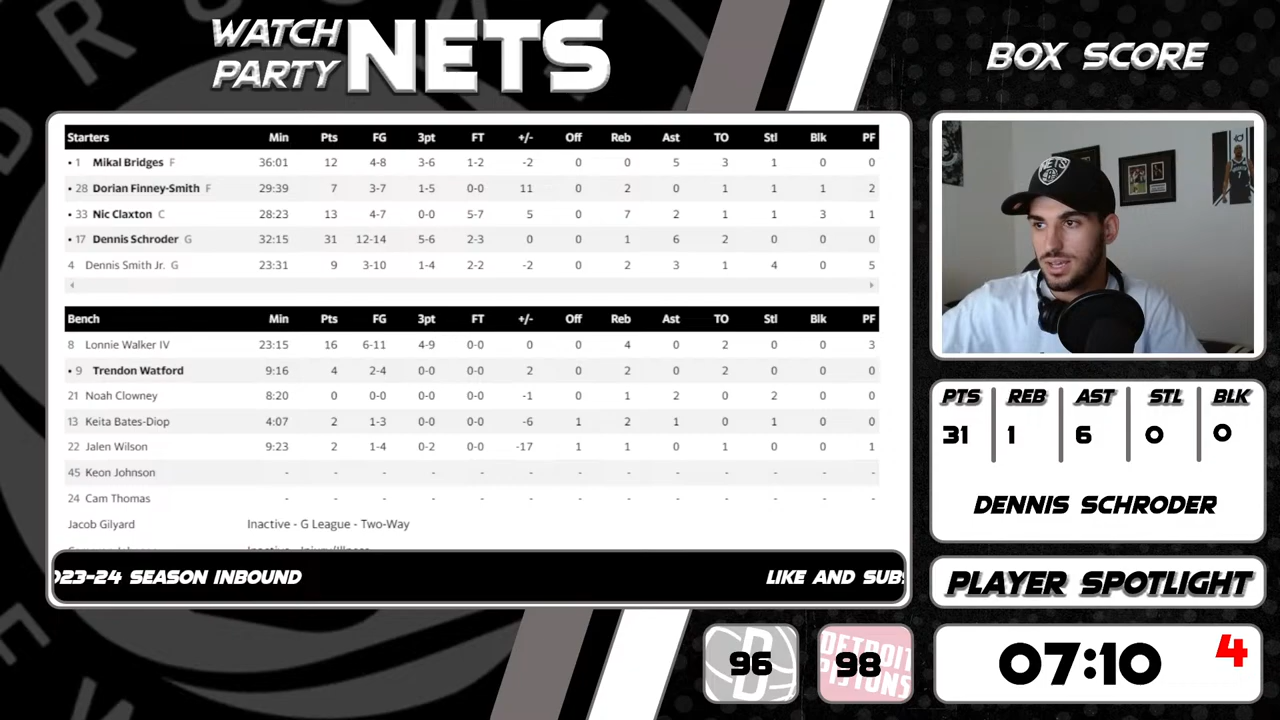 WATCH PARTY NETS
BOX SCORE
Starters Min Pts FG 3pt FT +/- Off Reb Ast TO Stl Blk PF
• 1 Mikal Bridges F 36:01 12 4-8 3-6 1-2 -2 0 0 5 3 1 0 0
• 28 Dorian Finney-Smith F 29:39 7 3-7 1-5 0-0 11 0 2 0 1 1 1 2
• 33 Nic Claxton C 28:23 13 4-7 0-0 5-7 5 0 7 2 1 1 3 1
• 17 Dennis Schroder G 32:15 31 12-14 5-6 2-3 0 0 1 6 2 0 0 0
4 Dennis Smith Jr. G 23:31 9 3-10 1-4 2-2 -2 0 2 3 1 4 0 5
Bench Min Pts FG 3pt FT +/- Off Reb Ast TO Stl Blk PF
8 Lonnie Walker IV 23:15 16 6-11 4-9 0-0 0 0 4 0 2 0 0 3
• 9 Trendon Watford 9:16 4 2-4 0-0 0-0 2 0 2 0 2 0 0 0
21 Noah Clowney 8:20 0 0-0 0-0 0-0 -1 0 1 2 0 2 0 0
13 Keita Bates-Diop 4:07 2 1-3 0-0 0-0 -6 1 2 1 0 1 0 0
22 Jalen Wilson 9:23 2 1-4 0-2 0-0 -17 1 1 0 1 0 0 1
45 Keon Johnson - - - - - - - - - - - - -
24 Cam Thomas - - - - - - - - - - - - -
Jacob Gilyard Inactive - G League - Two-Way
023-24 SEASON INBOUND LIKE AND SUBS
NETS
PTS REB AST STL BLK
31 1 6 0 0
DENNIS SCHRODER
PLAYER SPOTLIGHT
96
DETROIT PISTONS
98
07:10 4